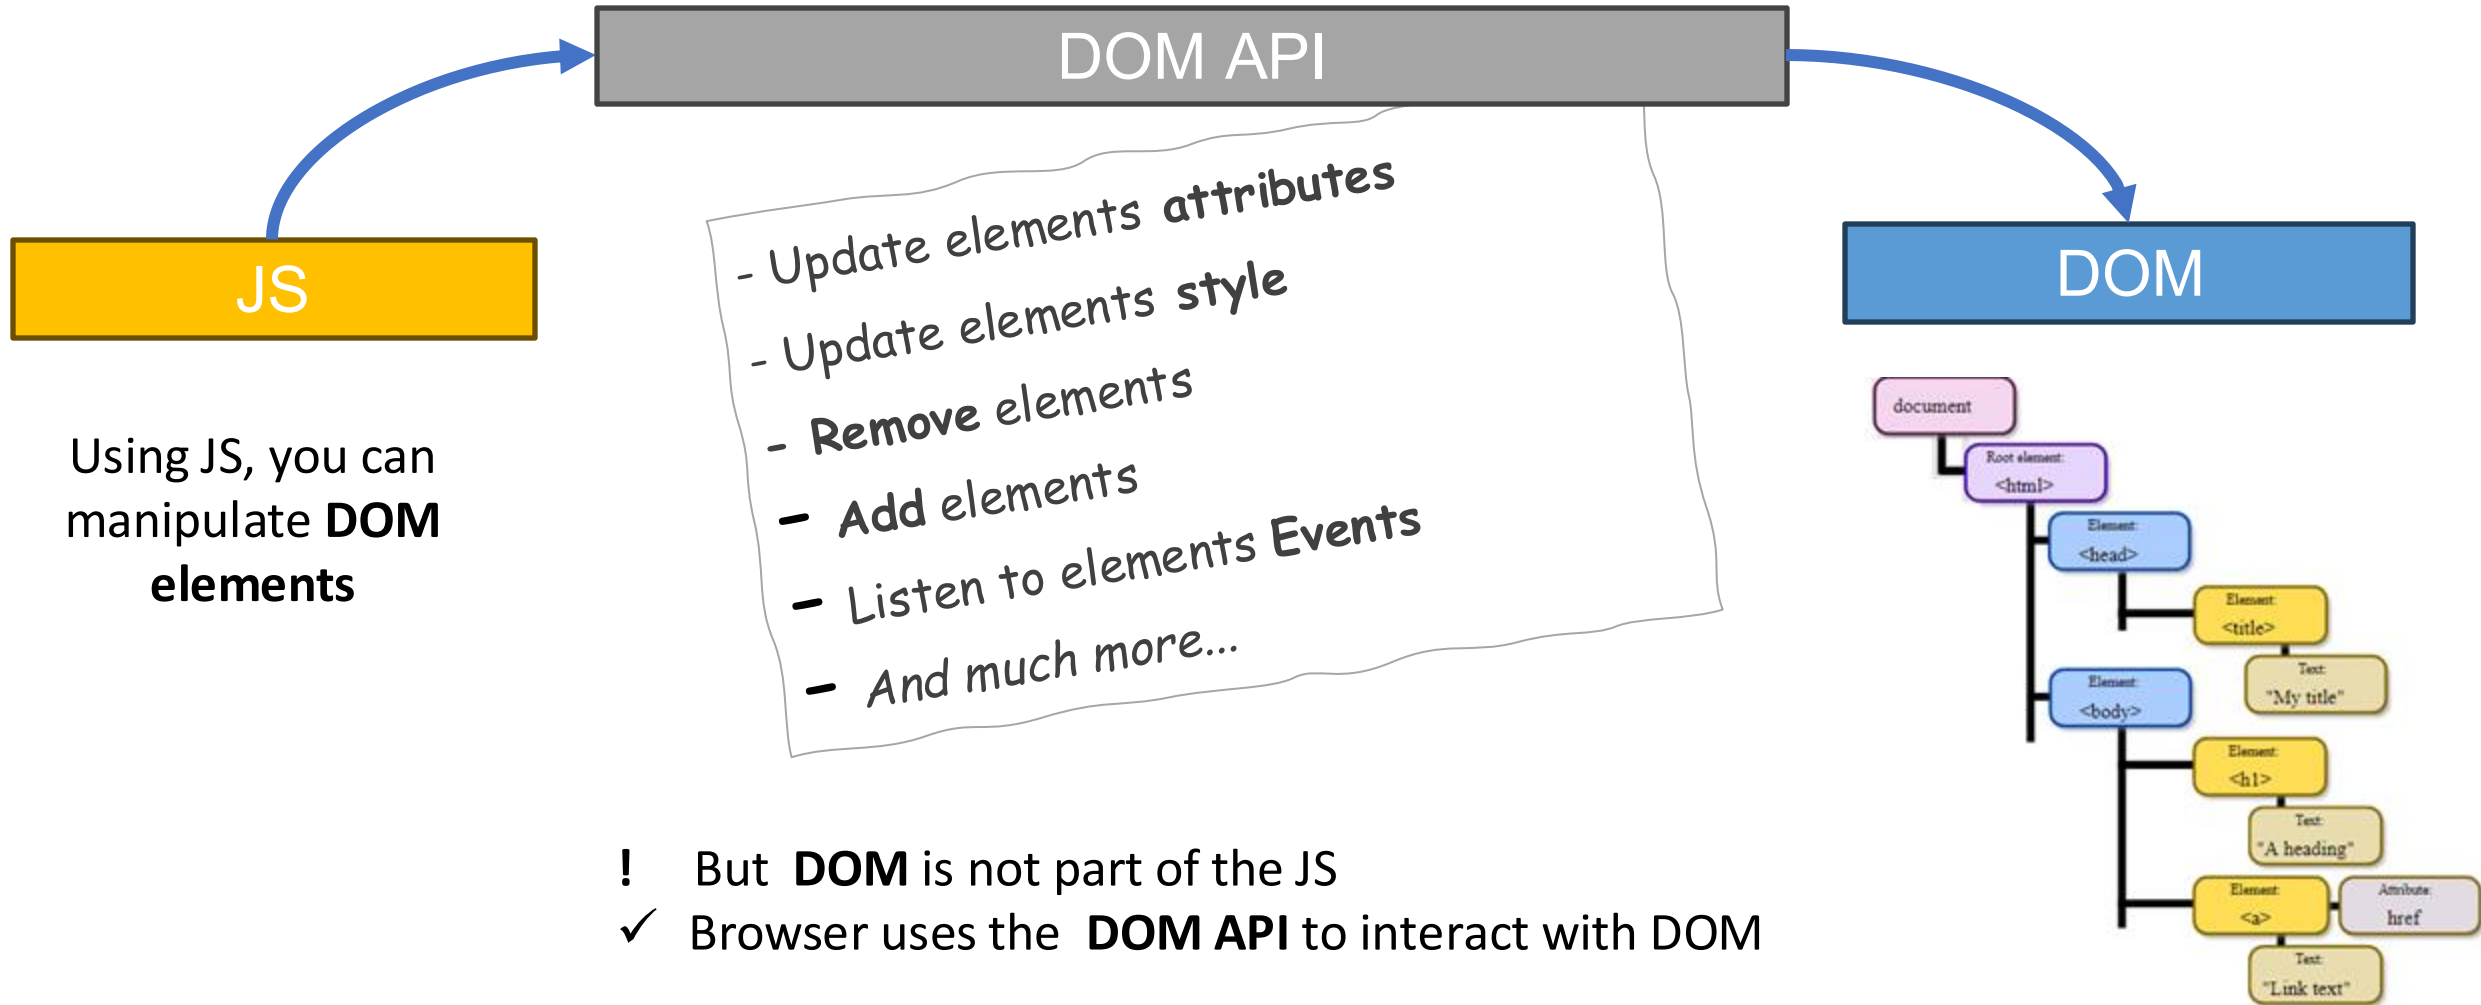 DOM API
JS
DOM
Using JS, you can
manipulate DOM
elements
- Update elements attributes
- Update elements style
- Remove elements
- Add elements
- Listen to elements Events
- And much more...
! But DOM is not part of the JS
✓ Browser uses the DOM API to interact with DOM
document
Root element:
<html>
Element:
<head>
Element:
<title>
Text:
"My title"
Element:
<body>
Element:
<h1>
Text:
"A heading"
Element:
<a>
Attribute:
href
Text:
"Link text"